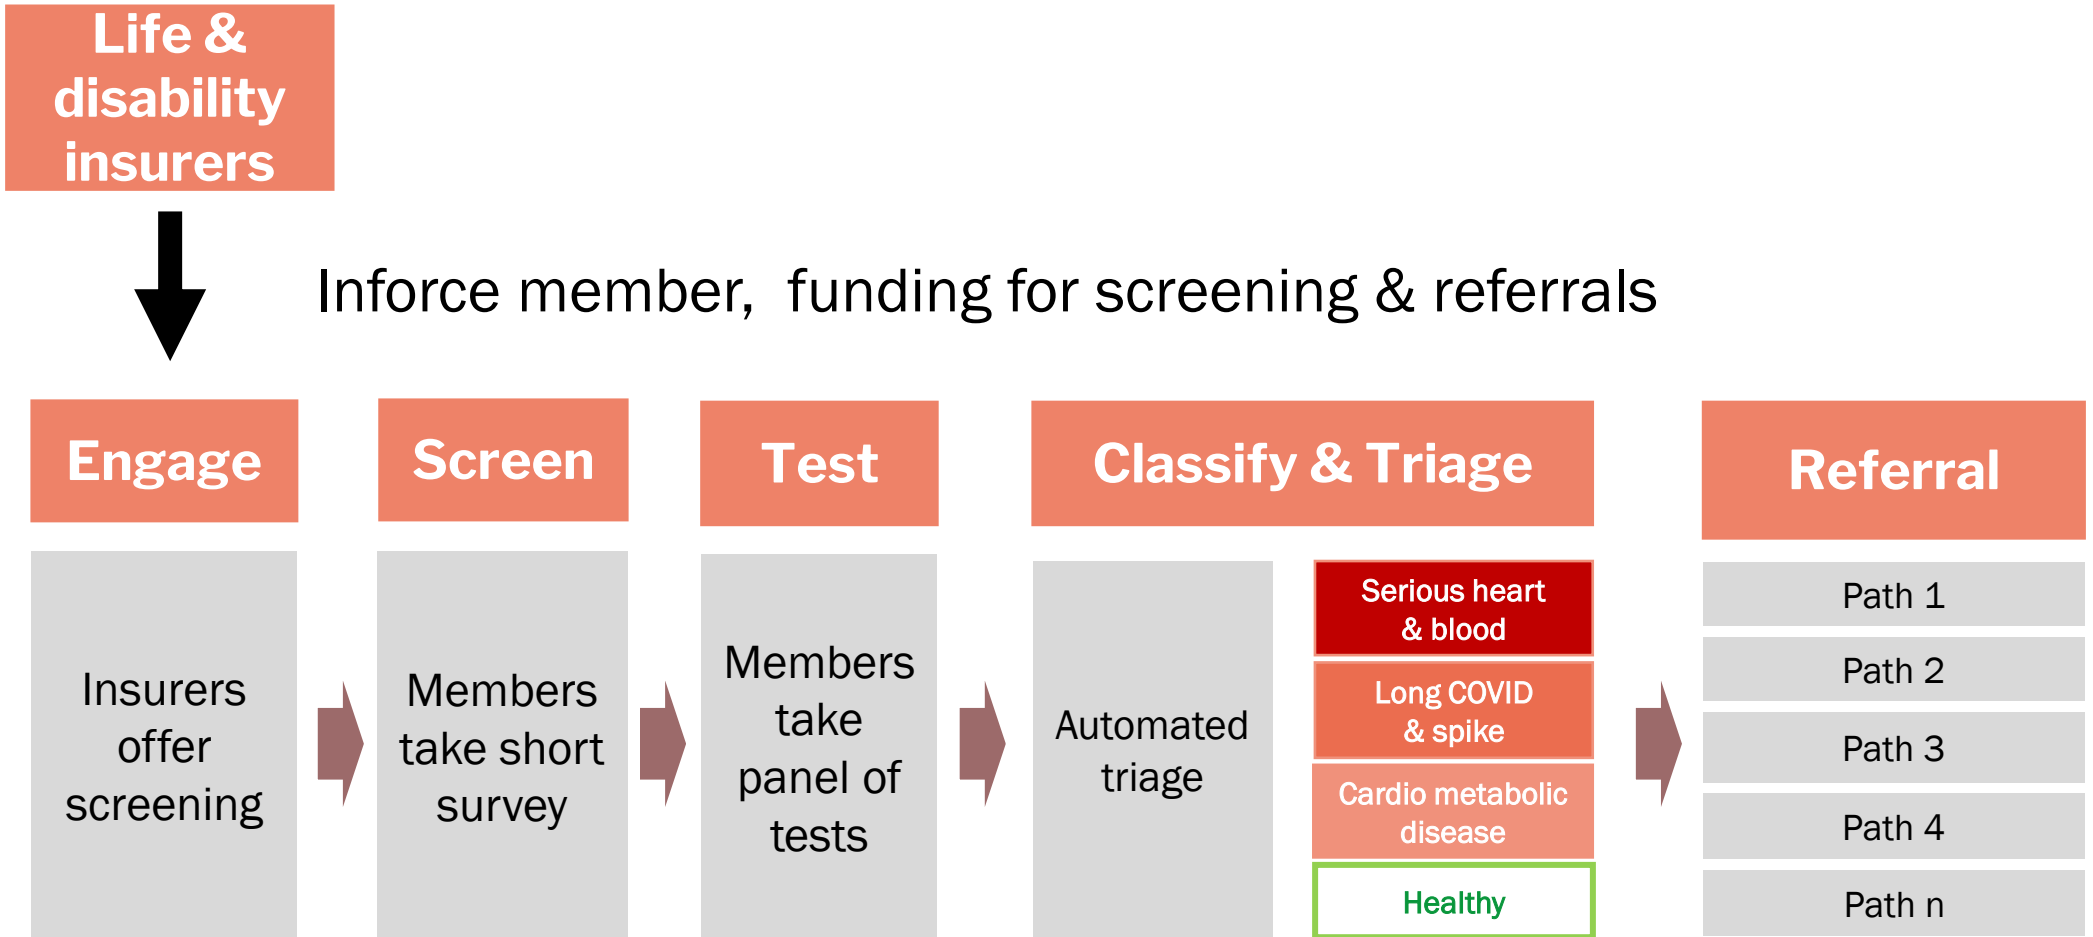 Life &
disability
insurers
Inforce member,  funding for screening & referrals
Engage
Screen
Test
Classify & Triage
Referral
Insurers
offer
screening
Members
take short
survey
Members
take
panel of
tests
Automated
triage
Serious heart
& blood
Long COVID
& spike
Cardio metabolic
disease
Healthy
Path 1
Path 2
Path 3
Path 4
Path n